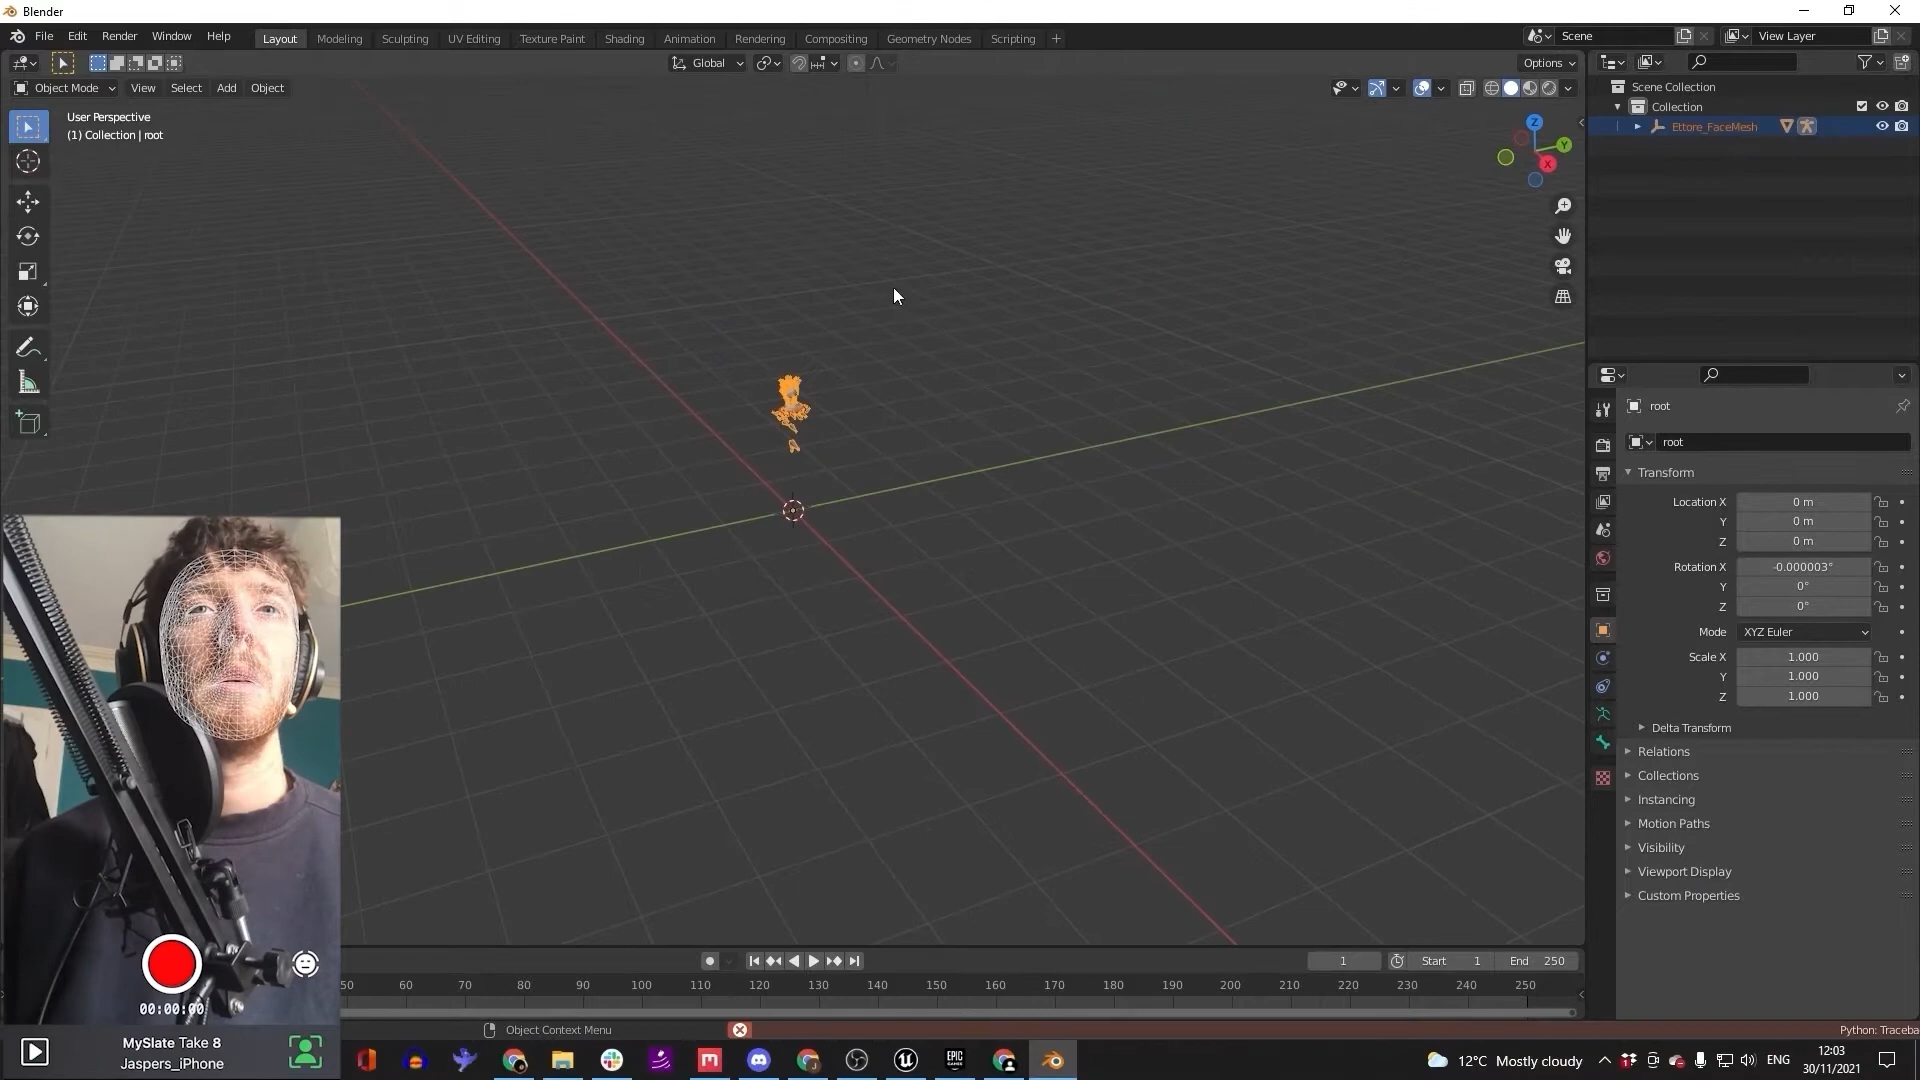 Blender
File Edit Render Window Help
Layout Modeling Sculpting UV Editing Texture Paint Shading Animation Rendering Compositing Geometry Nodes Scripting +
Scene
View Layer
Global
Options
Object Mode View Select Add Object
User Perspective
(1) Collection | root
Z
Y
X
Scene Collection
Collection
Ettore_FaceMesh
root
root
Transform
Location X 0 m
Y 0 m
Z 0 m
Rotation X -0.000003°
Y 0°
Z 0°
Mode XYZ Euler
Scale X 1.000
Y 1.000
Z 1.000
Delta Transform
Relations
Collections
Instancing
Motion Paths
Visibility
Viewport Display
Custom Properties
1 Start 1 End 250
50 60 70 80 90 100 110 120 130 140 150 160 170 180 190 200 210 220 230 240 250
00:00:00
Object Context Menu
Python: Traceba
MySlate Take 8
Jaspers_iPhone
EPIC
GAMES
12°C Mostly cloudy
ENG
12:03
30/11/2021